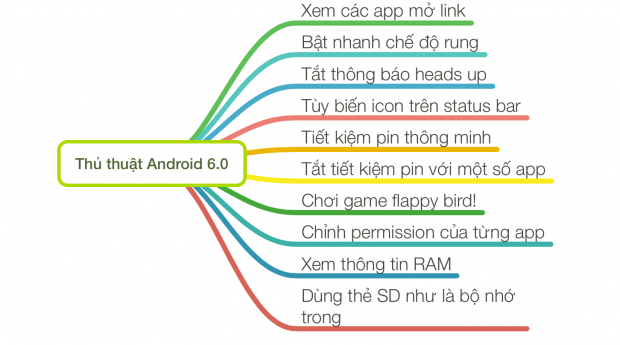 Xem các app mở link
Bật nhanh chế độ rung
Tắt thông báo heads up
Tùy biến icon trên status bar
Tiết kiệm pin thông minh
Thủ thuật Android 6.0
Tắt tiết kiệm pin với một số app
Chơi game flappy bird!
Chỉnh permission của từng app
Xem thông tin RAM
Dùng thẻ SD như là bộ nhớ
trong